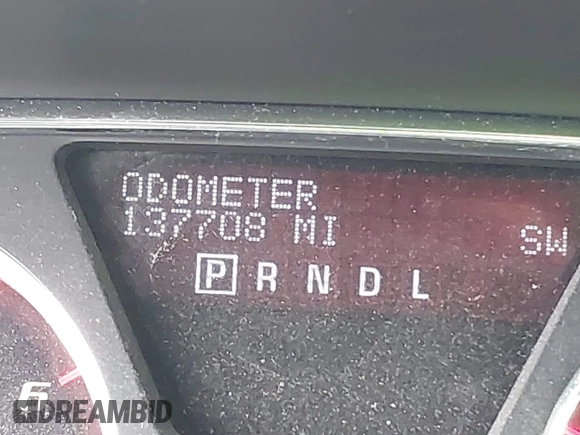 ODOMETER
137708 MI SW
P R N D L
6
DREAMBID